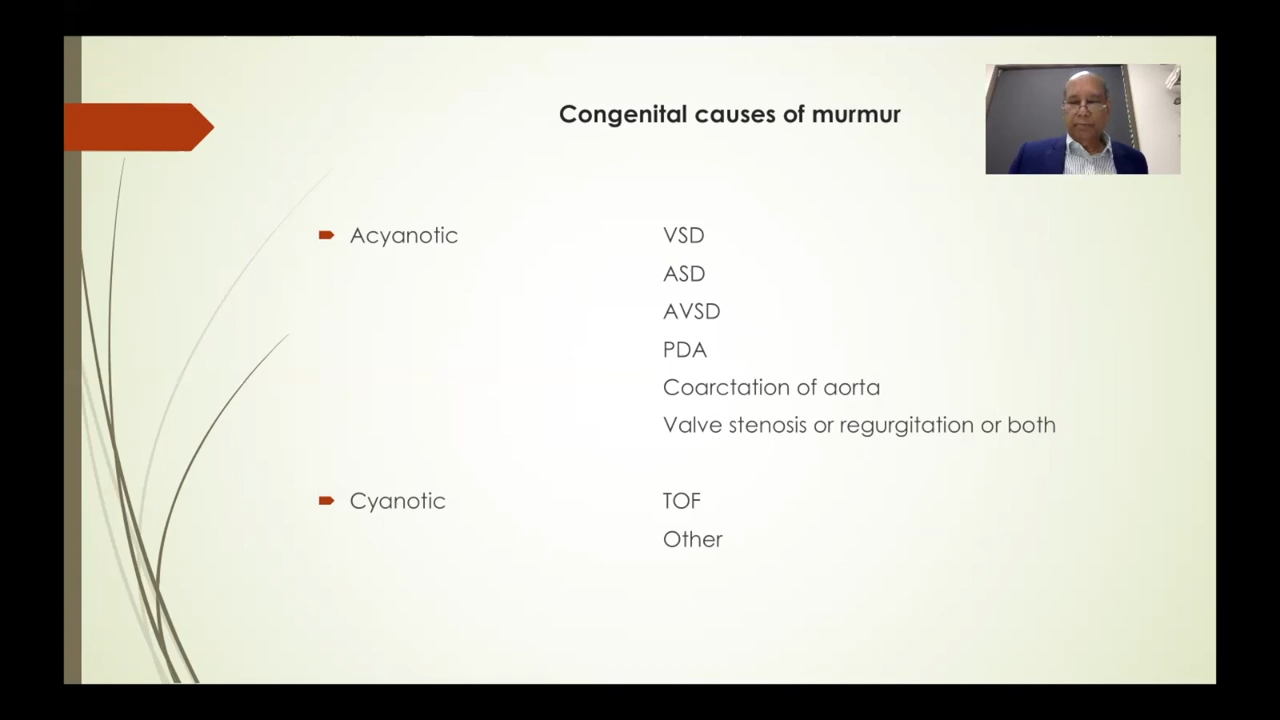 Congenital causes of murmur
Acyanotic VSD
ASD
AVSD
PDA
Coarctation of aorta
Valve stenosis or regurgitation or both
Cyanotic TOF
Other